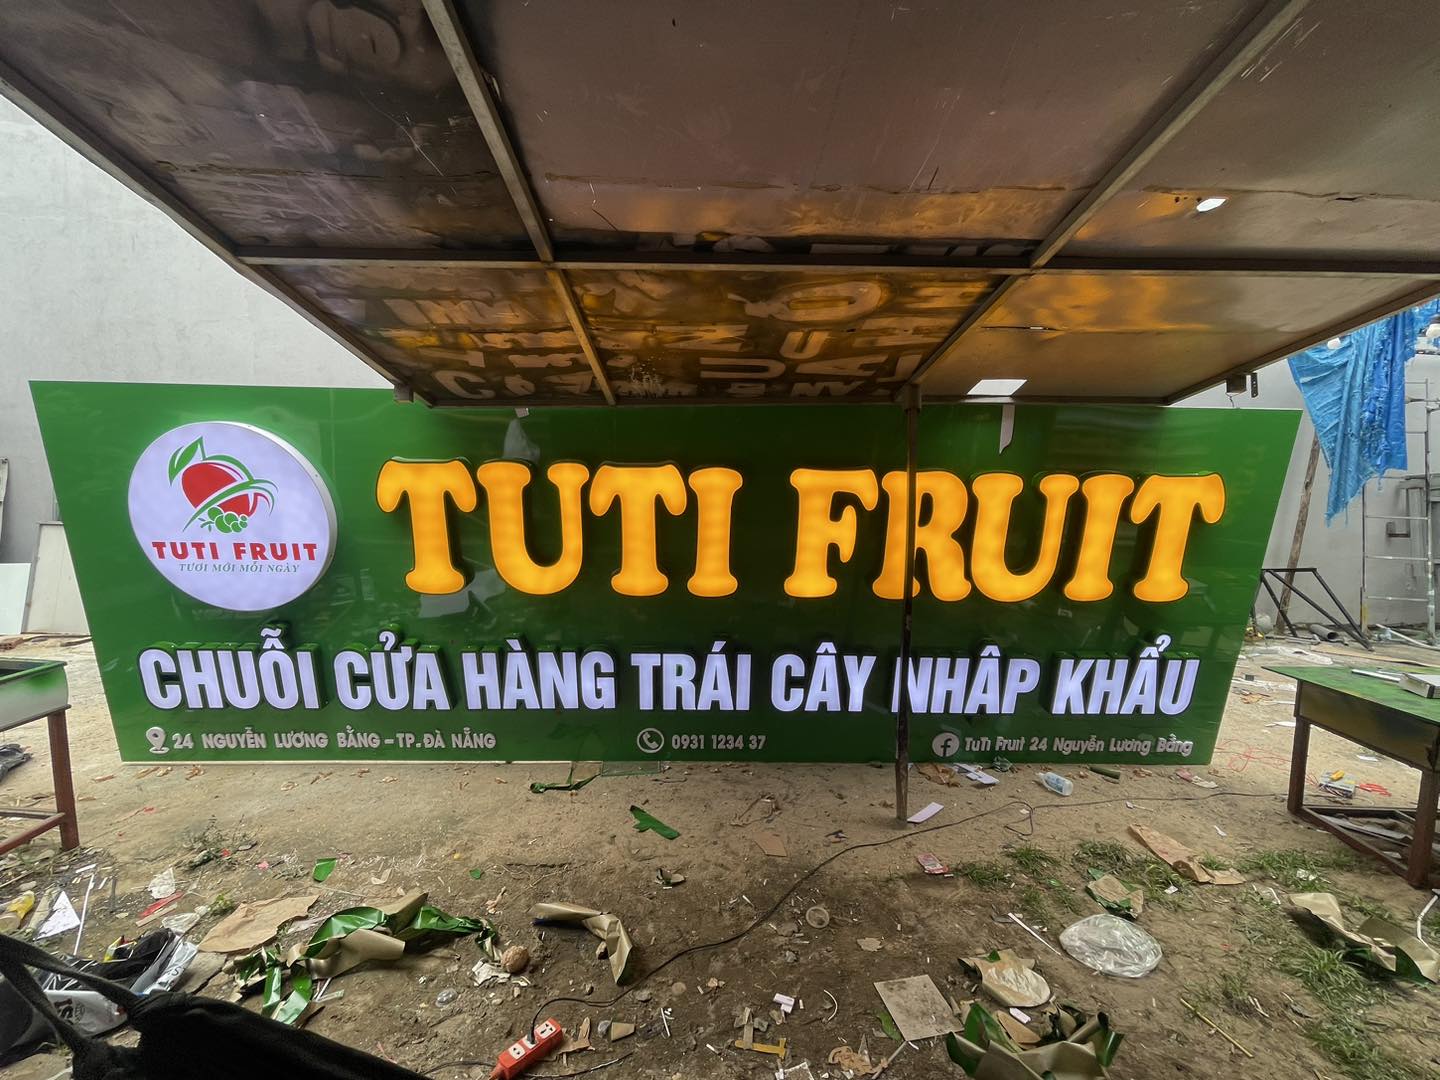 TUTI FRUIT
TƯƠI MỚI MỖI NGÀY
TUTI FRUIT
CHUỖI CỬA HÀNG TRÁI CÂY NHẬP KHẨU
24 NGUYỄN LƯƠNG BẰNG - TP.ĐÀ NẴNG
0931 1234 37
TuTi Fruit 24 Nguyễn Lương Bằng